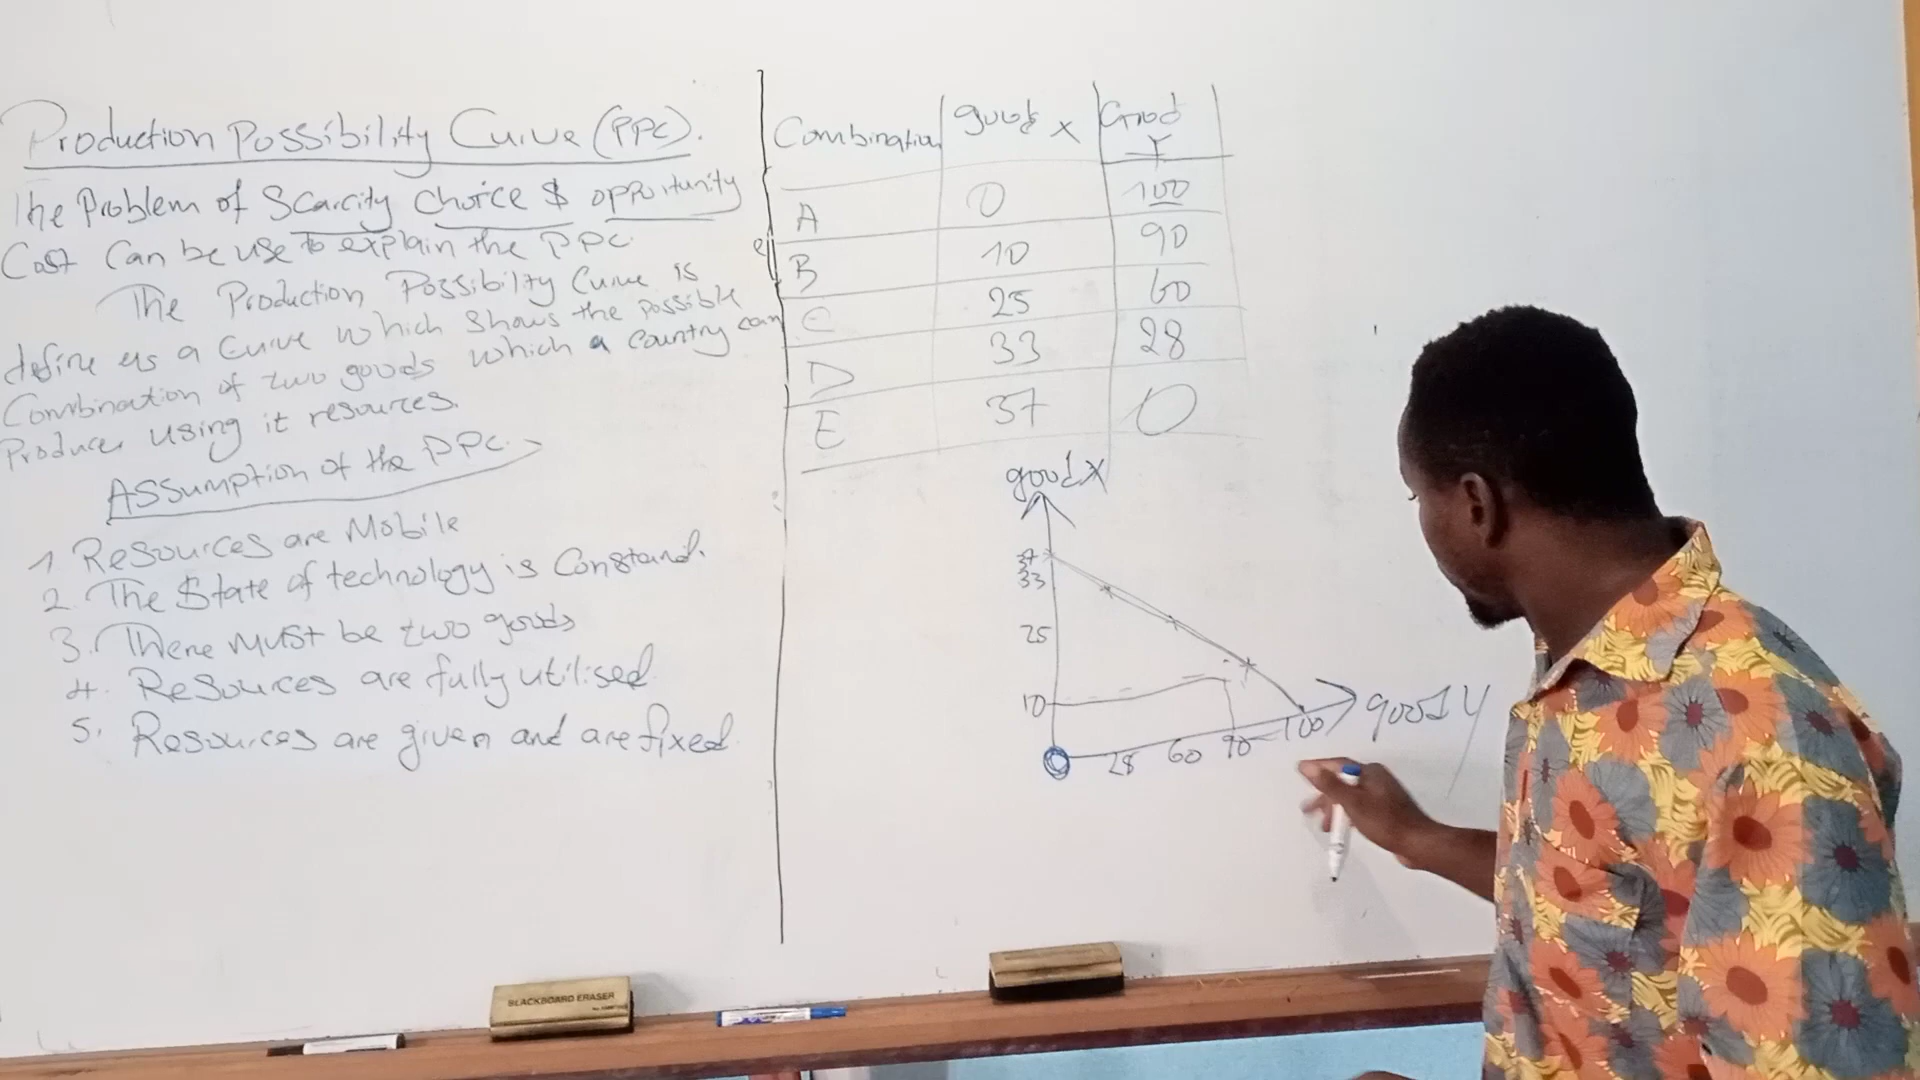 Production Possibility Curve (PPC).
The Problem of Scarcity Choice $ opportunity
Cost Can be use to explain the PPC.
The Production Possibility Curve is
define as a Curve which shows the possible
Combination of two goods which a Country can
Produce using it resources.
Assumption of the PPC.
1 Resources are Mobile
2. The State of technology is Constand.
3. There must be two goods
4. Resources are fully utilised
5. Resources are given and are fixed
Combination good x Good Y
A 0 100
B 10 90
C 25 60
D 33 28
E 37 0
good X
37
33
25
10
28 60 90 100 good Y
BLACKBOARD ERASER